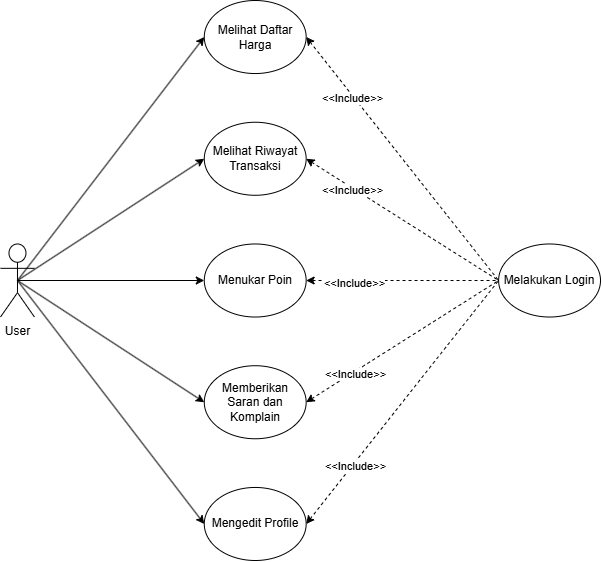 Melihat Daftar
Harga
<<Include>>
Melihat Riwayat
Transaksi
<<Include>>
User
Menukar Poin
<<Include>>
Melakukan Login
<<Include>>
Memberikan
Saran dan
Komplain
<<Include>>
Mengedit Profile